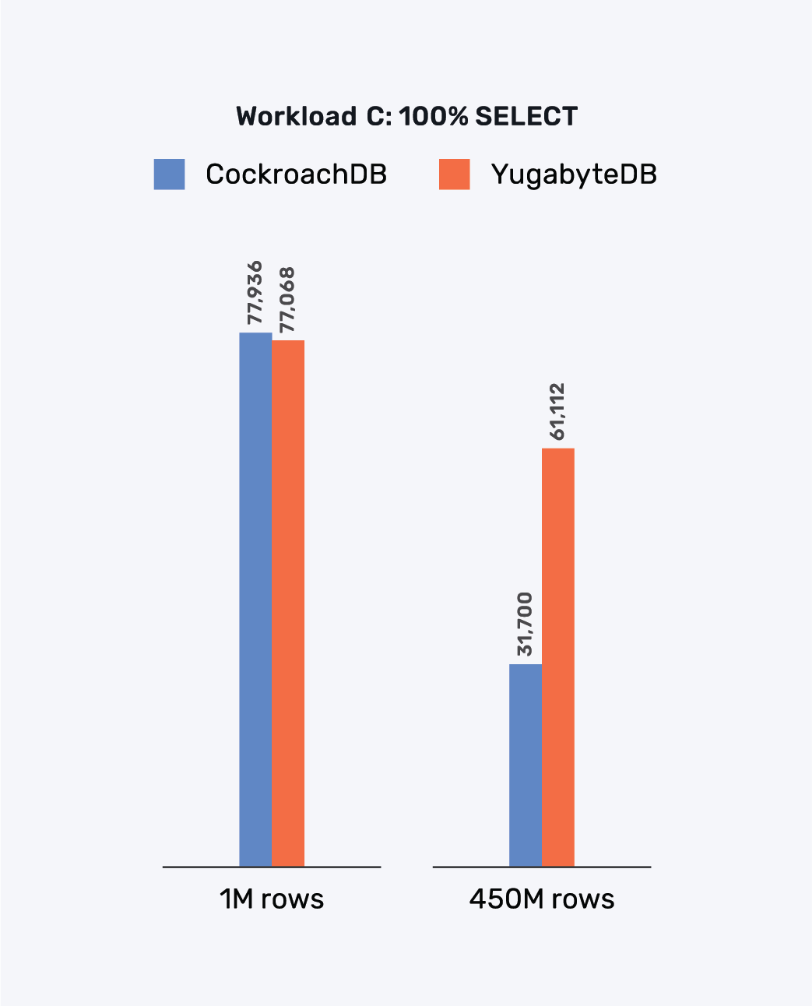 Workload C: 100% SELECT
CockroachDB YugabyteDB
77,936
77,068
31,700
61,112
1M rows
450M rows